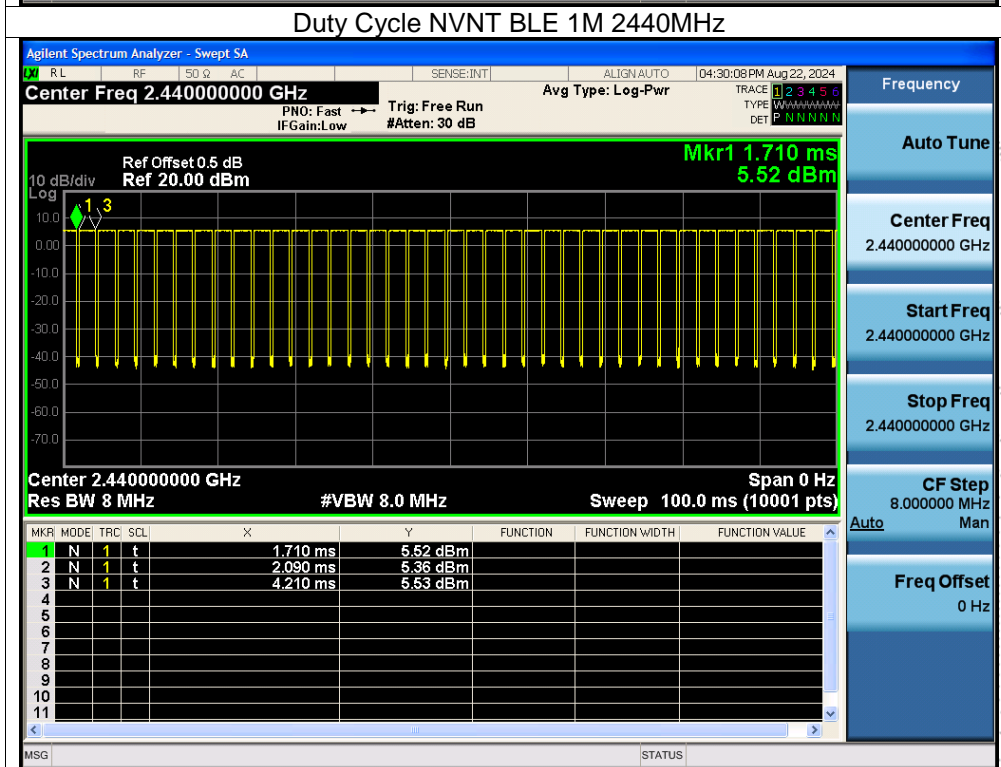 Duty Cycle NVNT BLE 1M 2440MHz
Agilent Spectrum Analyzer - Swept SA
LXI RL RF 50 Ω AC SENSE:INT ALIGN AUTO 04:30:08 PM Aug 22, 2024
Center Freq 2.440000000 GHz Avg Type: Log-Pwr TRACE 1 2 3 4 5 6
PNO: Fast Trig: Free Run TYPE WWWWWW
IFGain:Low #Atten: 30 dB DET P N N N N N
Frequency
Auto Tune
Center Freq
2.440000000 GHz
Start Freq
2.440000000 GHz
Stop Freq
2.440000000 GHz
CF Step
8.000000 MHz
Auto Man
Freq Offset
0 Hz
Mkr1 1.710 ms
5.52 dBm
Ref Offset 0.5 dB
10 dB/div Ref 20.00 dBm
Log
1 3
10.0
0.00
-10.0
-20.0
-30.0
-40.0
-50.0
-60.0
-70.0
Center 2.440000000 GHz Span 0 Hz
Res BW 8 MHz #VBW 8.0 MHz Sweep 100.0 ms (10001 pts)
MKR MODE TRC SCL X Y FUNCTION FUNCTION WIDTH FUNCTION VALUE
1 N 1 t 1.710 ms 5.52 dBm
2 N 1 t 2.090 ms 5.36 dBm
3 N 1 t 4.210 ms 5.53 dBm
4
5
6
7
8
9
10
11
MSG STATUS